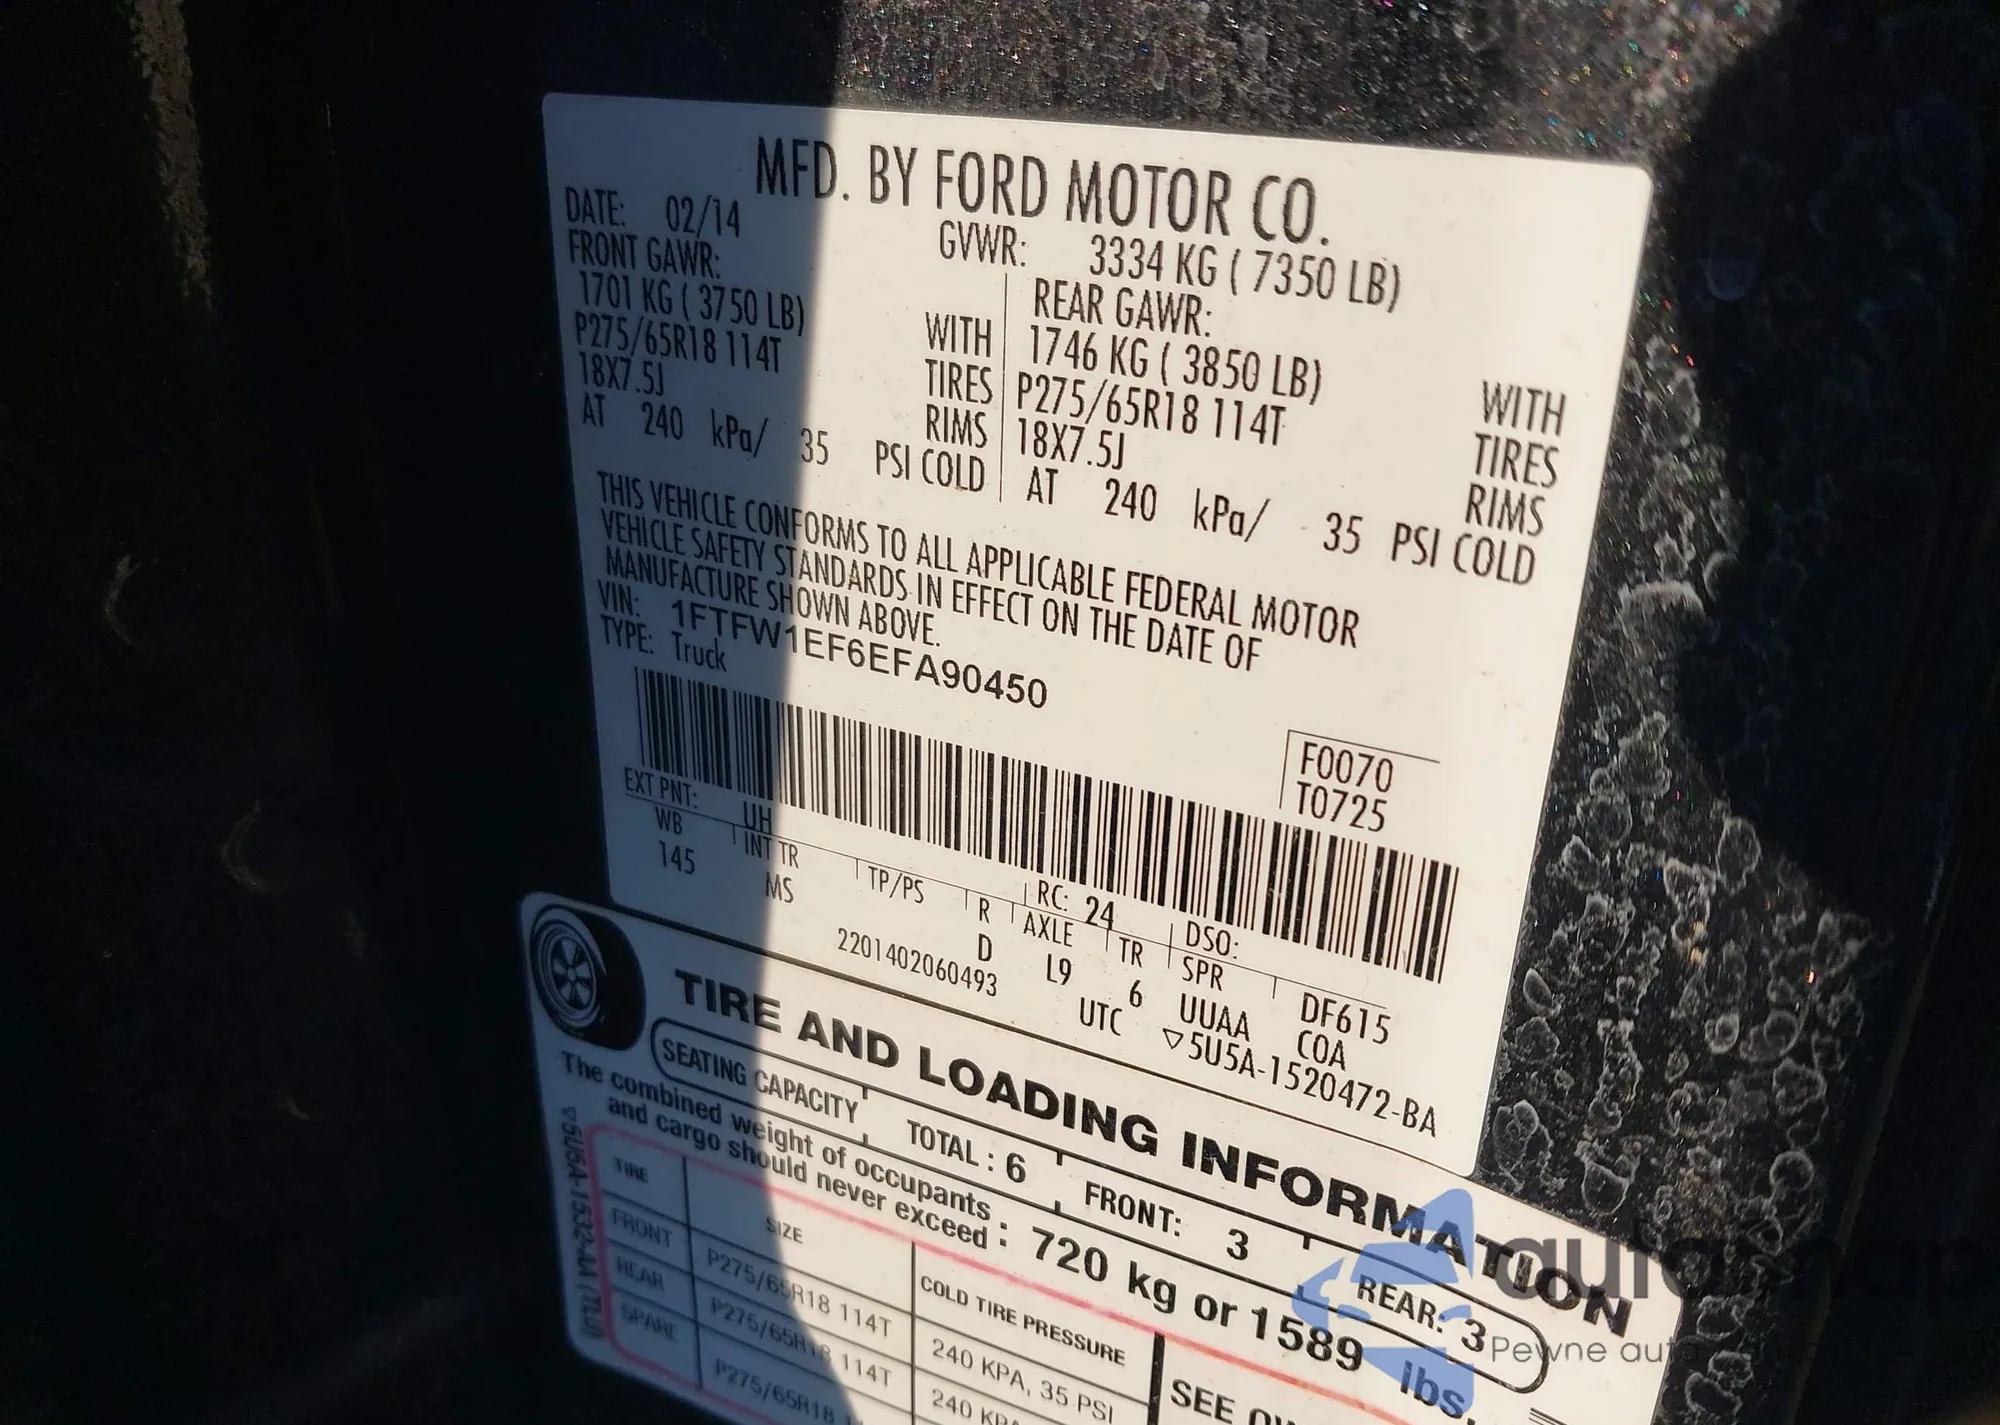 MFD. BY FORD MOTOR CO.
DATE: 02/14
GVWR: 3334 KG ( 7350 LB)
FRONT GAWR:
1701 KG ( 3750 LB)
P275/65R18 114T
18X7.5J
AT 240 kPa/ 35 PSI COLD
WITH
TIRES
RIMS
REAR GAWR:
1746 KG ( 3850 LB)
P275/65R18 114T
18X7.5J
AT 240 kPa/ 35 PSI COLD
WITH
TIRES
RIMS
THIS VEHICLE CONFORMS TO ALL APPLICABLE FEDERAL MOTOR
VEHICLE SAFETY STANDARDS IN EFFECT ON THE DATE OF
MANUFACTURE SHOWN ABOVE.
VIN: 1FTFW1EF6EFA90450
TYPE: Truck
F0070
T0725
EXT PNT: UH
RC: 24
DSO:
WB
INT TR
TP/PS
R
AXLE
TR
SPR
DF615
145
MS
D
L9
6
UUAA
COA
2201402060493
UTC
▽5U5A-1520472-BA
TIRE AND LOADING INFORMATION
SEATING CAPACITY
TOTAL : 6
FRONT: 3
REAR: 3
The combined weight of occupants
and cargo should never exceed : 720 kg or 1589 lbs.
TIRE
SIZE
COLD TIRE PRESSURE
FRONT
P275/65R18 114T
240 KPA, 35 PSI
REAR
P275/65R18 114T
240
SPARE
P275/65R18
SEE
Pewne